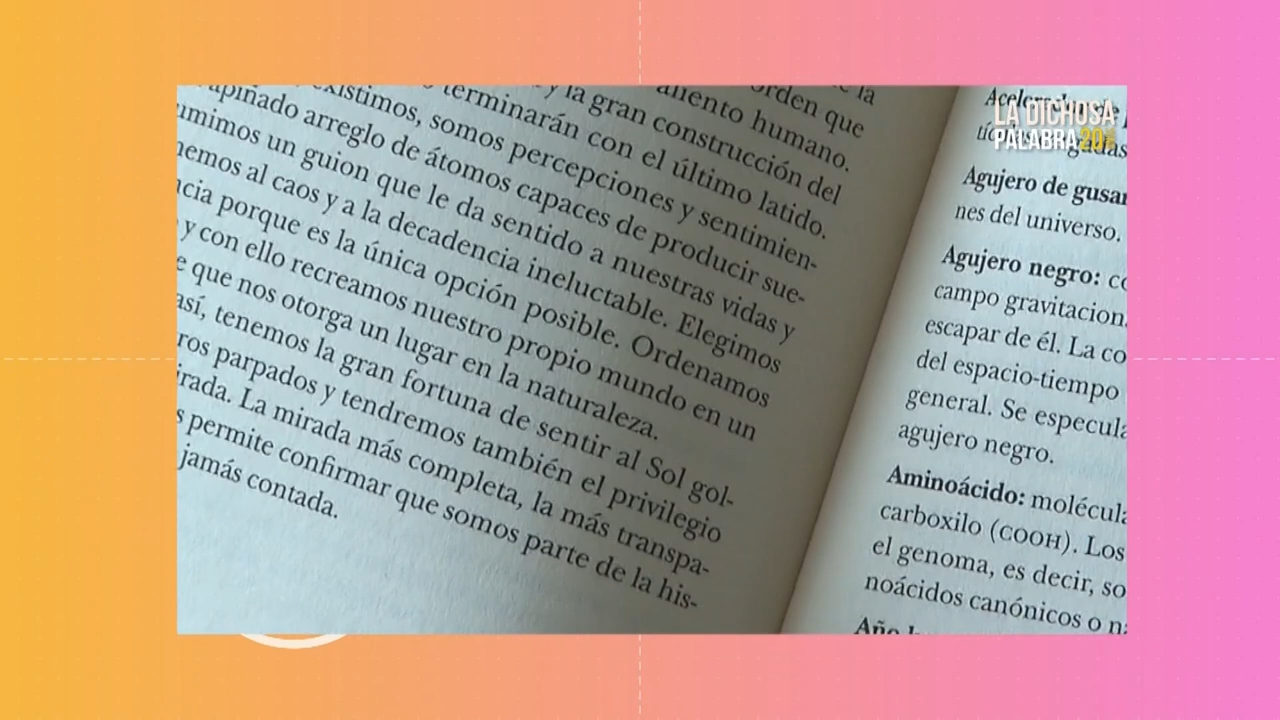 la
orden que
aliento humano.
y la gran construcción del
terminarán con el último latido.
existimos, somos percepciones y sentimien-
apiñado arreglo de átomos capaces de producir sue-
umimos un guion que le da sentido a nuestras vidas y
nemos al caos y a la decadencia ineluctable. Elegimos
ncia porque es la única opción posible. Ordenamos
y con ello recreamos nuestro propio mundo en un
e que nos otorga un lugar en la naturaleza.
así, tenemos la gran fortuna de sentir al Sol gol-
ros parpados y tendremos también el privilegio
irada. La mirada más completa, la más transpa-
s permite confirmar que somos parte de la his-
jamás contada.
LA DICHOSA
PALABRA 20
Agujero de gusan
nes del universo.
Agujero negro: co
campo gravitacion
escapar de él. La co
del espacio-tiempo
general. Se especula
agujero negro.
Aminoácido: molécula
carboxilo (COOH). Los
el genoma, es decir, so
noácidos canónicos o na
Año